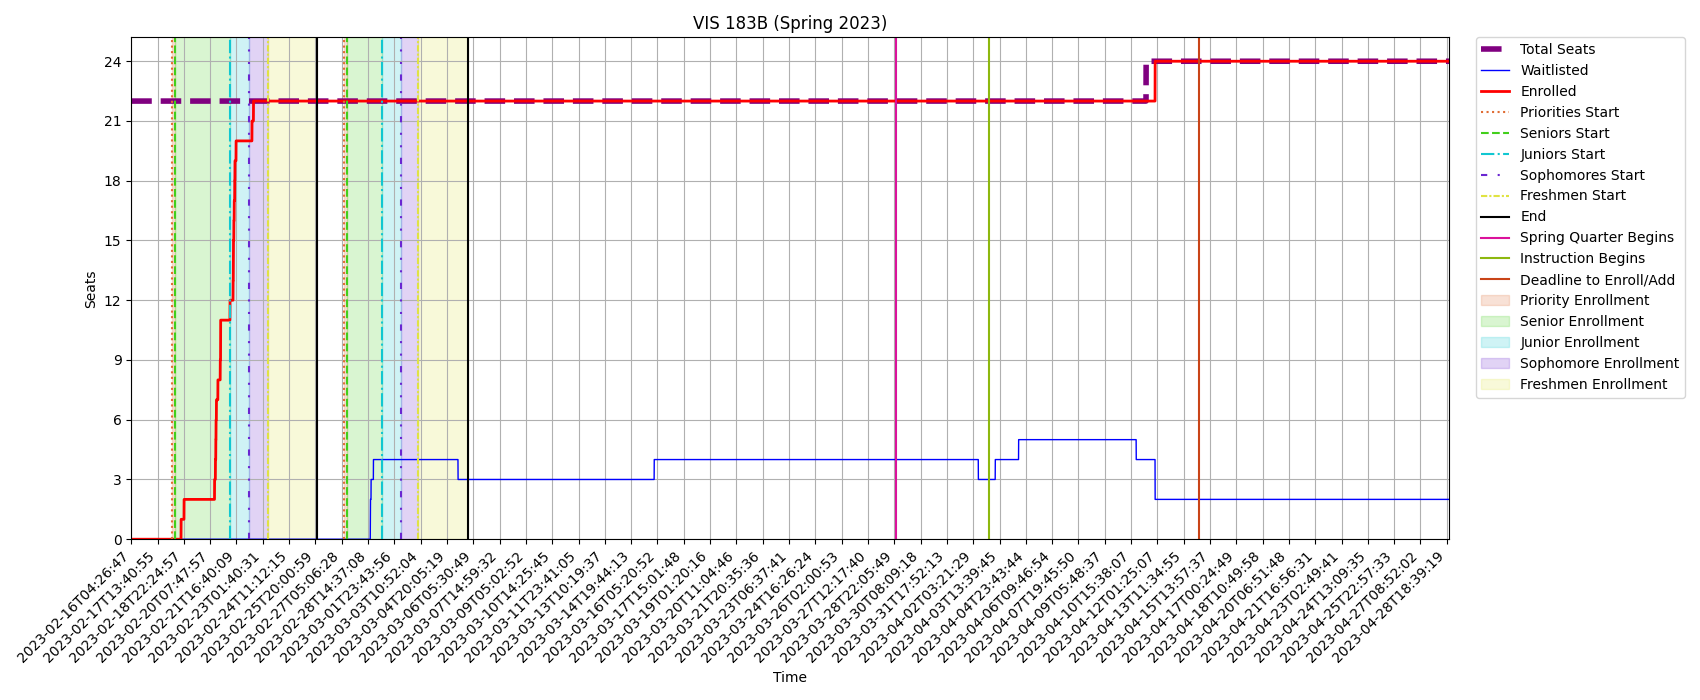 VIS 183B (Spring 2023)
Seats
24
21
18
15
12
9
6
3
0
2023-02-16T04:26:47
2023-02-17T13:40:55
2023-02-18T22:24:57
2023-02-20T07:47:57
2023-02-21T16:40:09
2023-02-23T01:40:31
2023-02-24T11:12:15
2023-02-25T20:00:59
2023-02-27T05:06:28
2023-02-28T14:37:08
2023-03-01T23:43:56
2023-03-03T10:52:04
2023-03-04T20:05:19
2023-03-06T05:30:49
2023-03-07T14:59:32
2023-03-09T05:02:52
2023-03-10T14:25:45
2023-03-11T23:41:05
2023-03-13T10:19:37
2023-03-14T19:44:13
2023-03-16T05:20:52
2023-03-17T15:01:48
2023-03-19T01:20:16
2023-03-20T11:04:46
2023-03-21T20:35:36
2023-03-23T06:37:41
2023-03-24T16:26:24
2023-03-26T02:00:53
2023-03-27T12:17:40
2023-03-28T22:05:49
2023-03-30T08:09:18
2023-03-31T17:52:13
2023-04-02T03:21:29
2023-04-03T13:39:45
2023-04-04T23:43:44
2023-04-06T09:46:54
2023-04-07T19:45:50
2023-04-09T05:48:37
2023-04-10T15:38:07
2023-04-12T01:25:07
2023-04-13T11:34:55
2023-04-15T13:57:37
2023-04-17T00:24:49
2023-04-18T10:49:58
2023-04-20T06:51:48
2023-04-21T16:56:31
2023-04-23T02:49:41
2023-04-24T13:09:35
2023-04-25T22:57:33
2023-04-27T08:52:02
2023-04-28T18:39:19
Time
Total Seats
Waitlisted
Enrolled
Priorities Start
Seniors Start
Juniors Start
Sophomores Start
Freshmen Start
End
Spring Quarter Begins
Instruction Begins
Deadline to Enroll/Add
Priority Enrollment
Senior Enrollment
Junior Enrollment
Sophomore Enrollment
Freshmen Enrollment